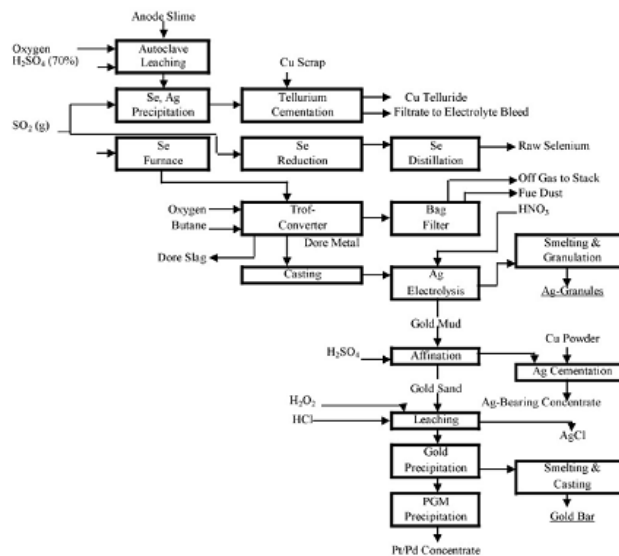 Anode Slime
Oxygen
H₂SO₄ (70%)
Autoclave
Leaching
Cu Scrap
Se, Ag
Precipitation
Tellurium
Cementation
Cu Telluride
Filtrate to Electrolyte Bleed
SO₂ (g)
Se
Furnace
Se
Reduction
Se
Distillation
Raw Selenium
Off Gas to Stack
Fue Dust
HNO₃
Oxygen
Butane
Trof-
Converter
Bag
Filter
Dore Metal
Dore Slag
Casting
Ag
Electrolysis
Smelting &
Granulation
Ag-Granules
Gold Mud
Cu Powder
H₂SO₄
Affination
Ag Cementation
Gold Sand
Ag-Bearing Concentrate
H₂O₂
HCl
Leaching
AgCl
Gold
Precipitation
Smelting &
Casting
PGM
Precipitation
Gold Bar
Pt/Pd Concentrate